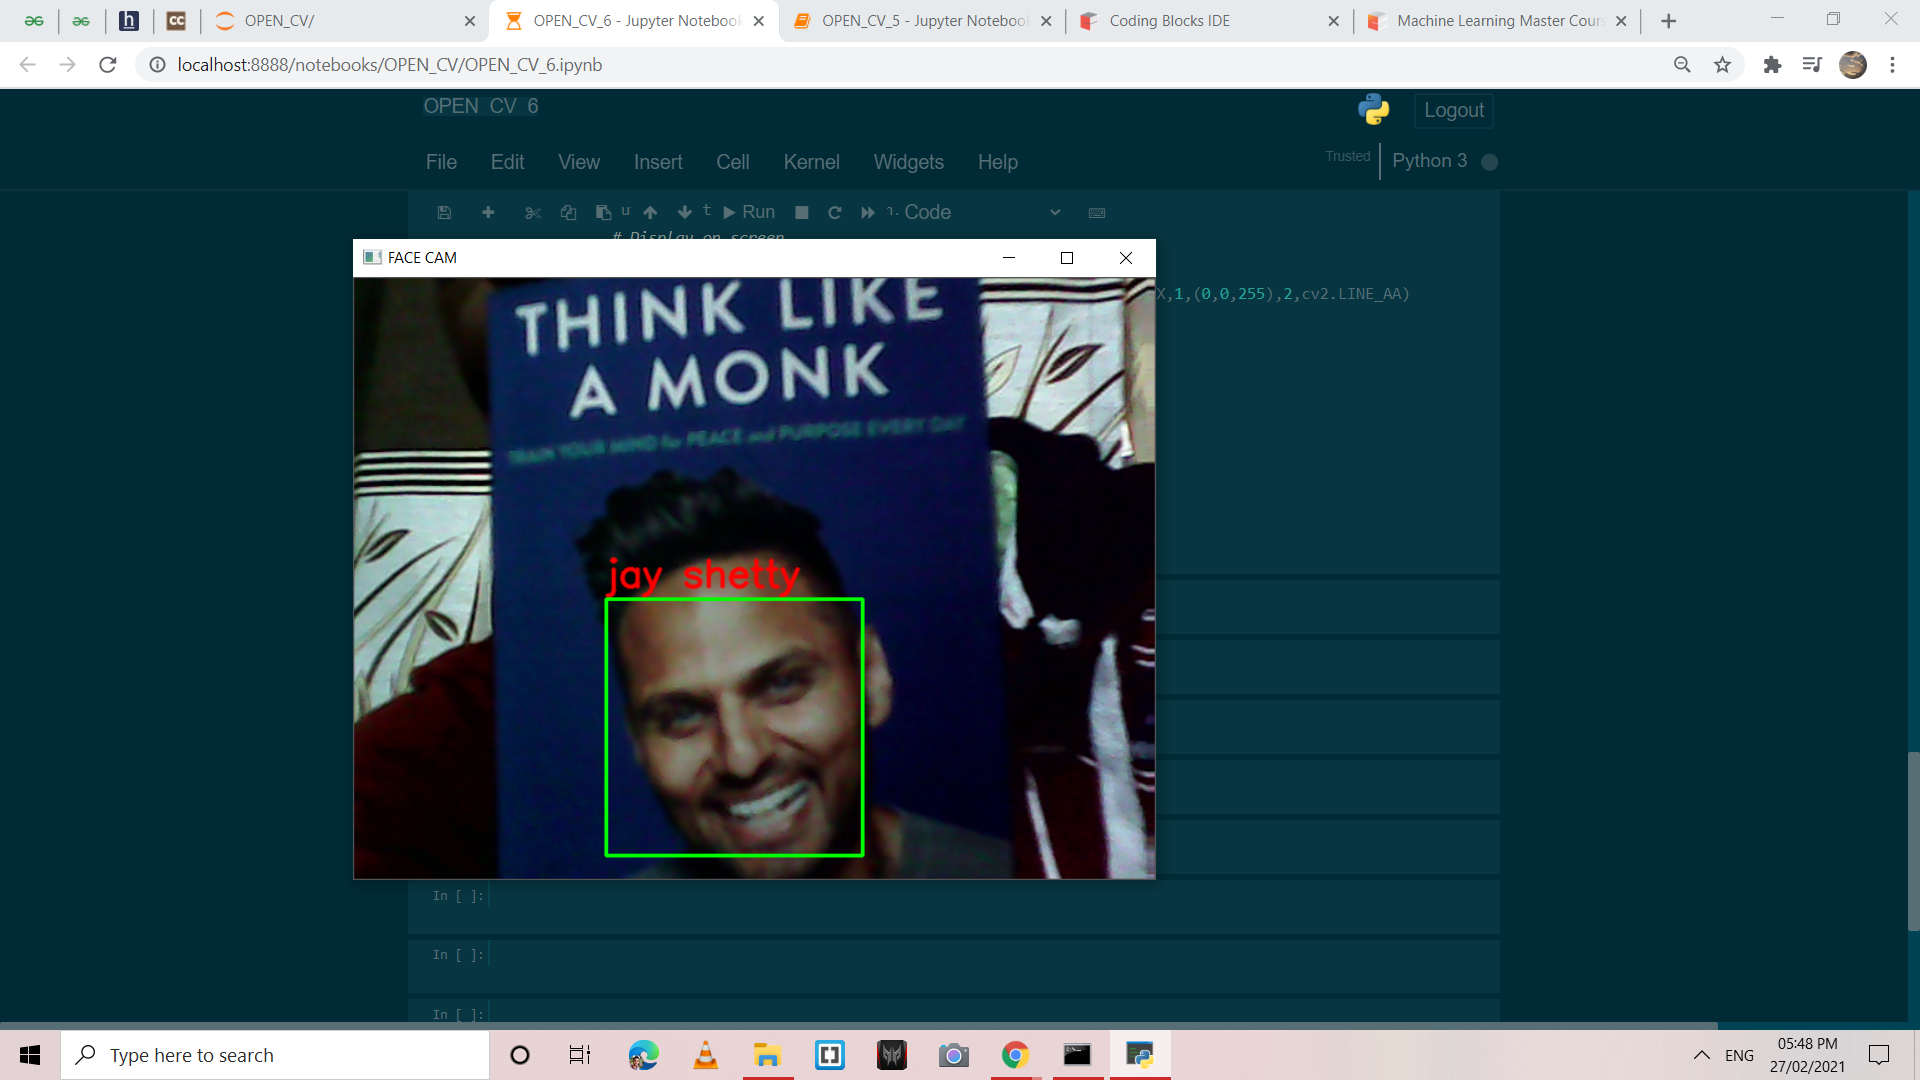 OPEN_CV/
OPEN_CV_6 - Jupyter Notebook
OPEN_CV_5 - Jupyter Notebook
Coding Blocks IDE
Machine Learning Master Cour
localhost:8888/notebooks/OPEN_CV/OPEN_CV_6.ipynb
OPEN_CV_6
Logout
File Edit View Insert Cell Kernel Widgets Help
Trusted
Python 3
Run
Code
# Display on screen
FACE CAM
X,1,(0,0,255),2,cv2.LINE_AA)
THINK LIKE
A MONK
TRAIN YOUR MIND for PEACE and PURPOSE EVERY DAY
jay shetty
In [ ]:
In [ ]:
In [ ]:
Type here to search
ENG
05:48 PM
27/02/2021